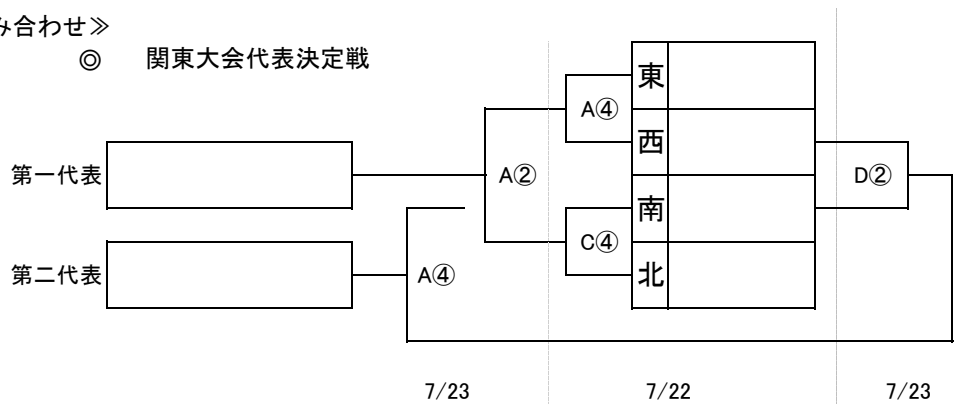 み合わせ≫
◎ 関東大会代表決定戦
東
A④
西
第一代表
A②
D②
南
C④
第二代表
A④
北
7/23
7/22
7/23